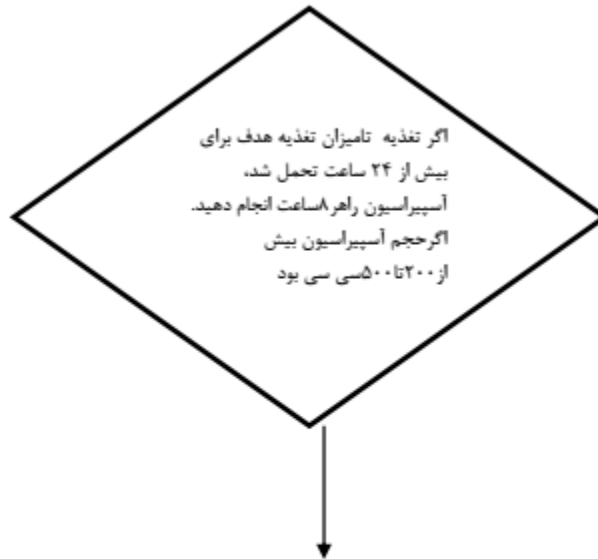 اگر تغذیه  تامیزان تغذیه هدف برای
بیش از ۲۴ ساعت تحمل شد،
آسپیراسیون راهر۸ساعت انجام دهید.
اگرحجم آسپیراسیون بیش
از۲۰۰تا۵۰۰سی سی بود